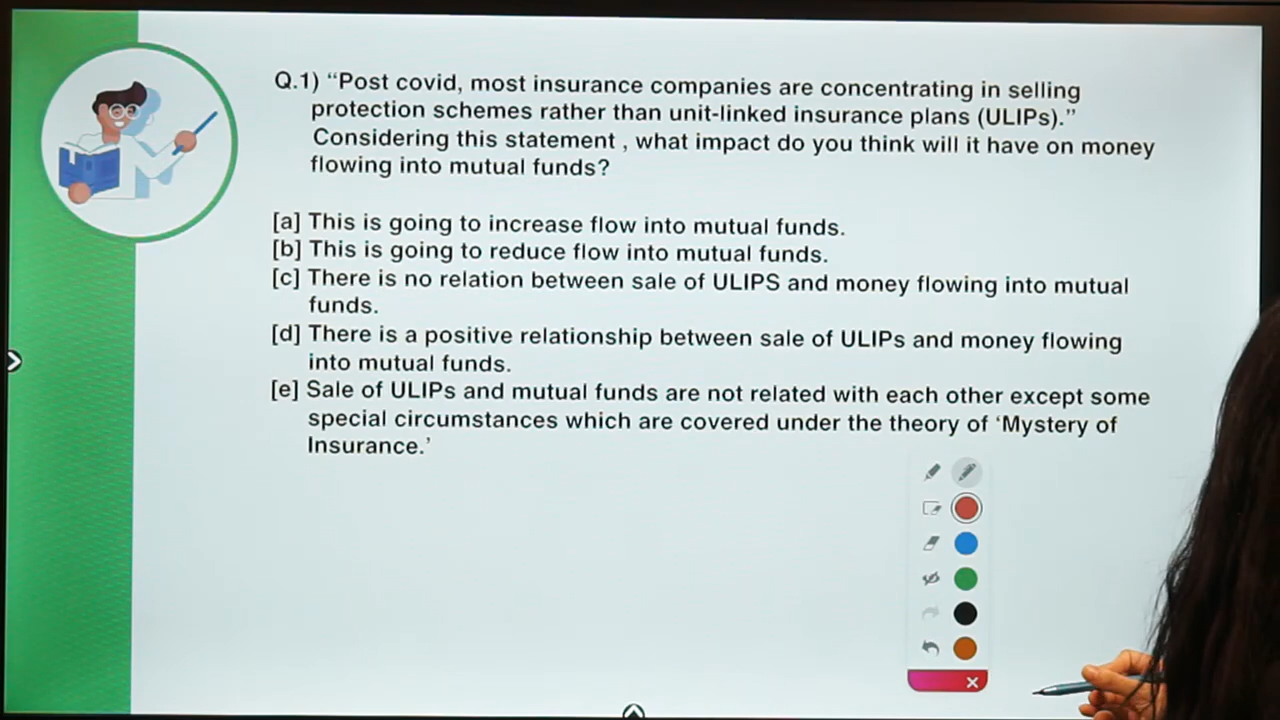 Q.1) “Post covid, most insurance companies are concentrating in selling
protection schemes rather than unit-linked insurance plans (ULIPs).”
Considering this statement , what impact do you think will it have on money
flowing into mutual funds?
[a] This is going to increase flow into mutual funds.
[b] This is going to reduce flow into mutual funds.
[c] There is no relation between sale of ULIPS and money flowing into mutual
funds.
[d] There is a positive relationship between sale of ULIPs and money flowing
into mutual funds.
[e] Sale of ULIPs and mutual funds are not related with each other except some
special circumstances which are covered under the theory of ‘Mystery of
Insurance.’